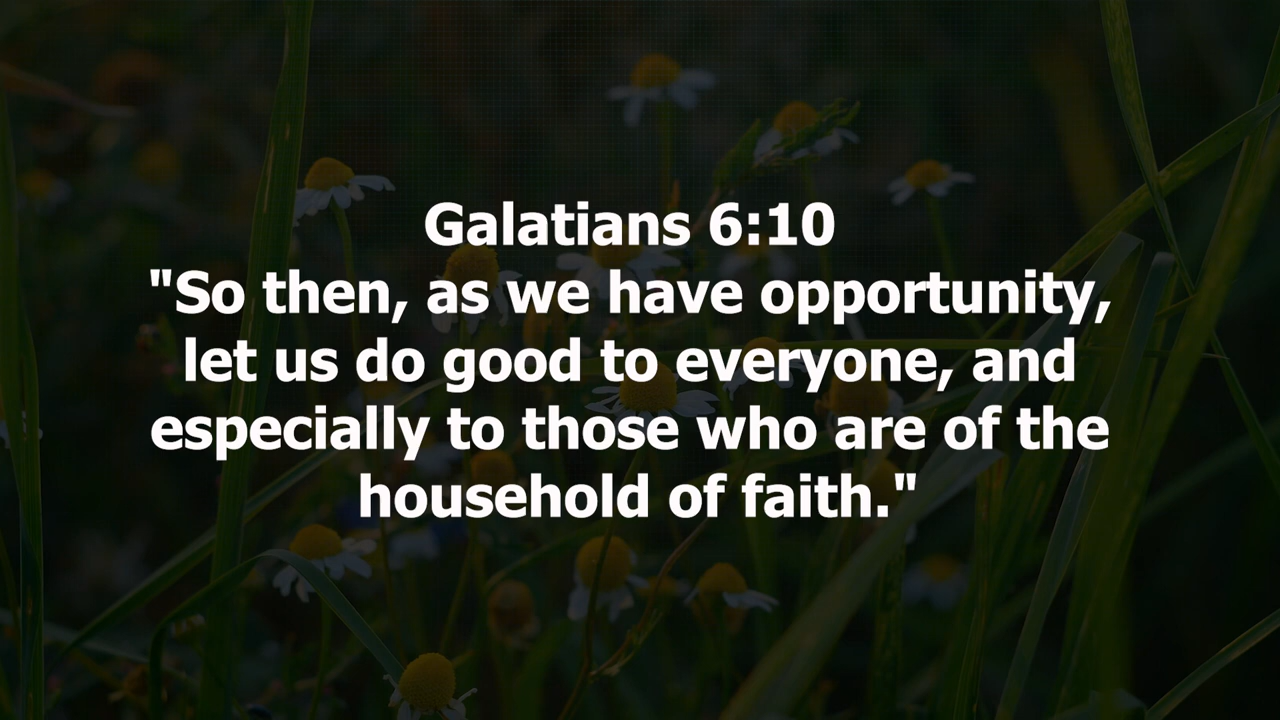 Galatians 6:10
"So then, as we have opportunity,
let us do good to everyone, and
especially to those who are of the
household of faith."